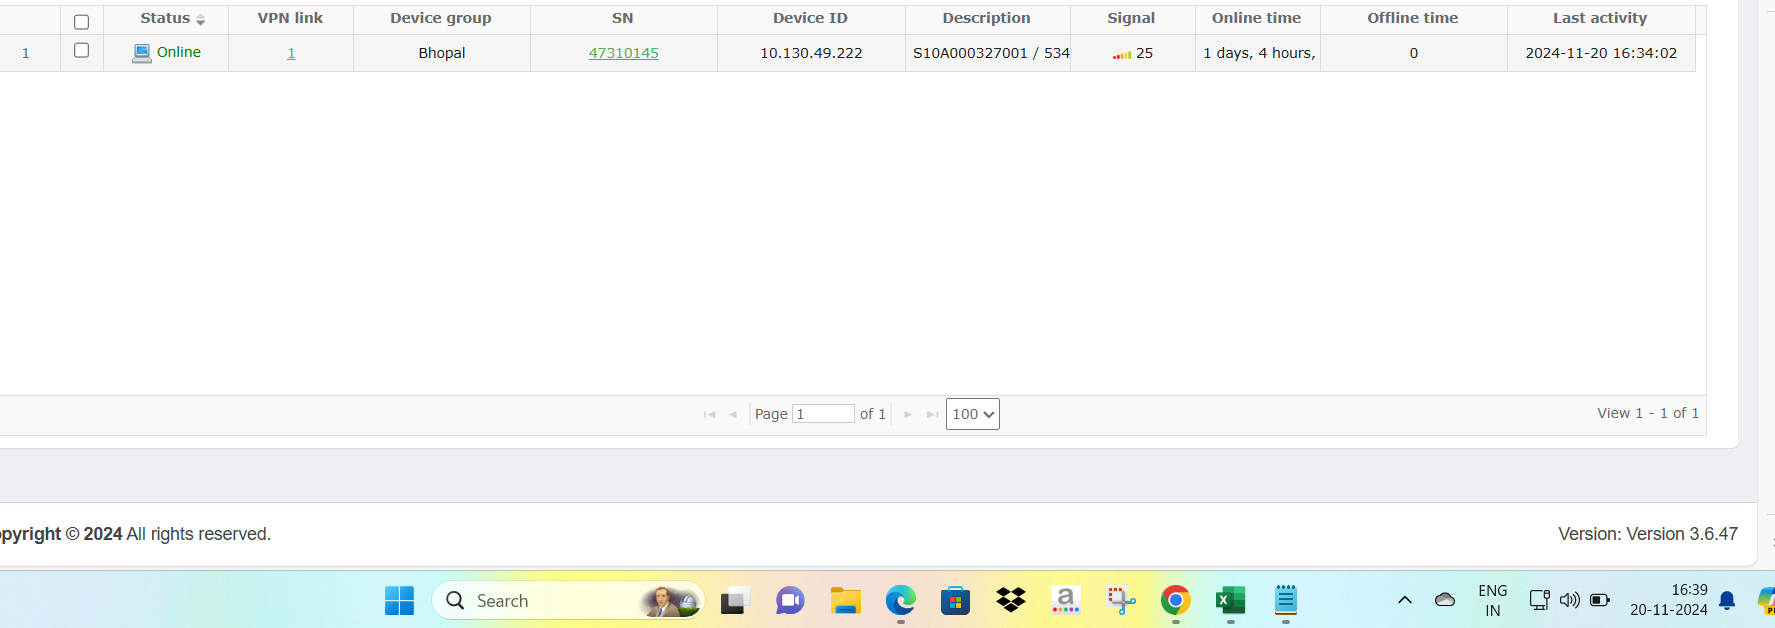 Status VPN link Device group SN Device ID Description Signal Online time Offline time Last activity
1 Online 1 Bhopal 47310145 10.130.49.222 S10A000327001 / 534 25 1 days, 4 hours, 0 2024-11-20 16:34:02
Page 1 of 1 100 View 1 - 1 of 1
opyright © 2024 All rights reserved. Version: Version 3.6.47
Search a ENG 16:39
IN 20-11-2024